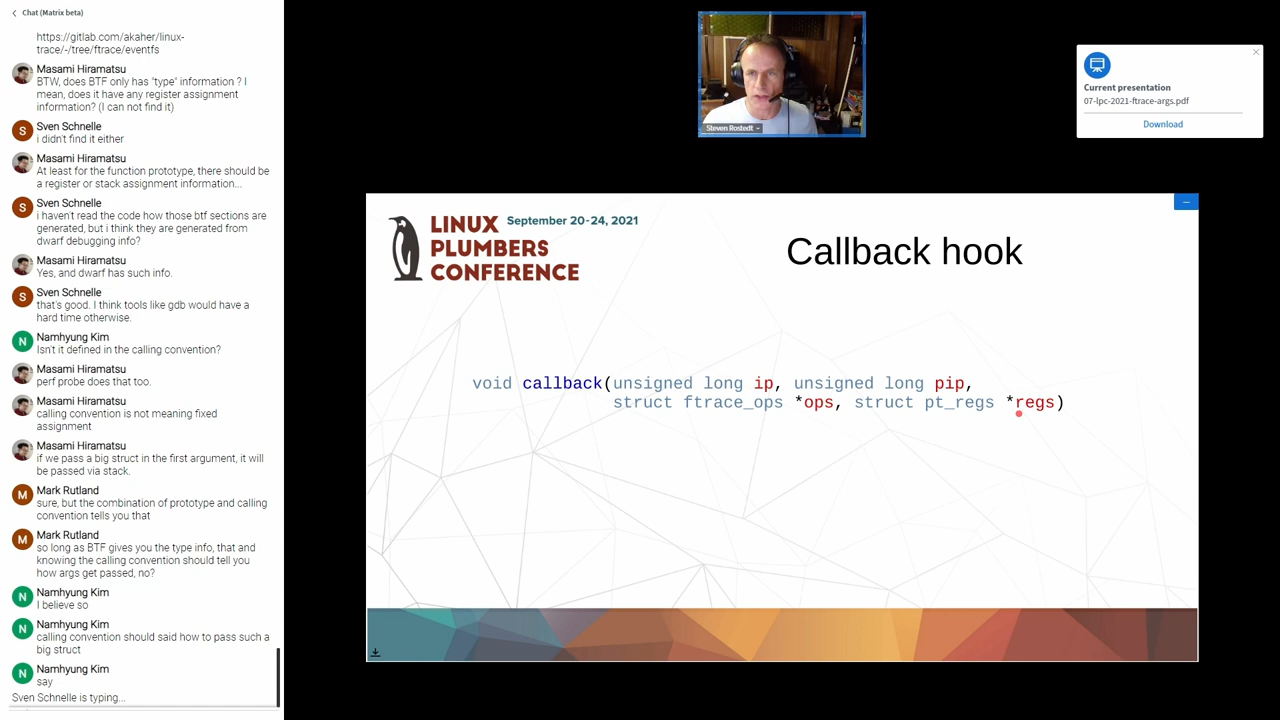 Chat (Matrix beta)
https://gitlab.com/akaher/linux-
trace/-/tree/ftrace/eventfs
Masami Hiramatsu
BTW, does BTF only has "type" information ? I
mean, does it have any register assignment
information? (I can not find it)
S
Sven Schnelle
i didn't find it either
Masami Hiramatsu
At least for the function prototype, there should be
a register or stack assignment information...
S
Sven Schnelle
i haven't read the code how those btf sections are
generated, but i think they are generated from
dwarf debugging info?
Masami Hiramatsu
Yes, and dwarf has such info.
S
Sven Schnelle
that's good. I think tools like gdb would have a
hard time otherwise.
N
Namhyung Kim
Isn't it defined in the calling convention?
Masami Hiramatsu
perf probe does that too.
Masami Hiramatsu
calling convention is not meaning fixed
assignment
Masami Hiramatsu
if we pass a big struct in the first argument, it will
be passed via stack.
M
Mark Rutland
sure, but the combination of prototype and calling
convention tells you that
M
Mark Rutland
so long as BTF gives you the type info, that and
knowing the calling convention should tell you
how args get passed, no?
N
Namhyung Kim
I believe so
N
Namhyung Kim
calling convention should said how to pass such a
big struct
N
Namhyung Kim
say
Sven Schnelle is typing...
Steven Rostedt
Current presentation
07-lpc-2021-ftrace-args.pdf
Download
LINUX
PLUMBERS
CONFERENCE
September 20-24, 2021
Callback hook
void callback(unsigned long ip, unsigned long pip,
struct ftrace_ops *ops, struct pt_regs *regs)